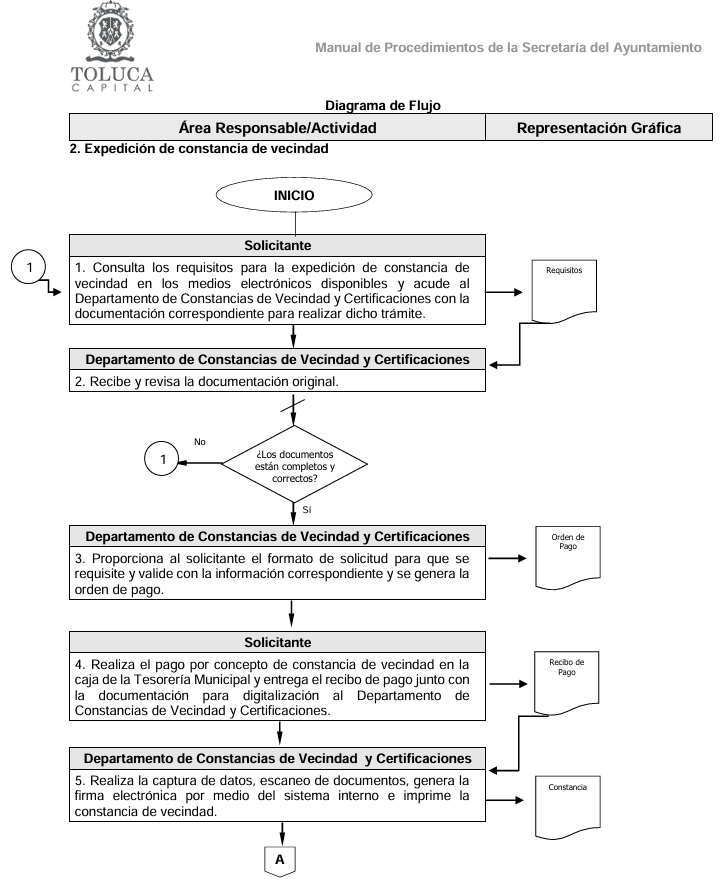 TOLUCA
CAPITAL
Manual de Procedimientos de la Secretaría del Ayuntamiento
Diagrama de Flujo
Área Responsable/Actividad
Representación Gráfica
2. Expedición de constancia de vecindad
INICIO
Solicitante
1
1. Consulta los requisitos para la expedición de constancia de
vecindad en los medios electrónicos disponibles y acude al
Departamento de Constancias de Vecindad y Certificaciones con la
documentación correspondiente para realizar dicho trámite.
Requisitos
Departamento de Constancias de Vecindad y Certificaciones
2. Recibe y revisa la documentación original.
No
1
¿Los documentos
están completos y
correctos?
Sí
Departamento de Constancias de Vecindad y Certificaciones
3. Proporciona al solicitante el formato de solicitud para que se
requisite y valide con la información correspondiente y se genera la
orden de pago.
Orden de
Pago
Solicitante
4. Realiza el pago por concepto de constancia de vecindad en la
caja de la Tesorería Municipal y entrega el recibo de pago junto con
la documentación para digitalización al Departamento de
Constancias de Vecindad y Certificaciones.
Recibo de
Pago
Departamento de Constancias de Vecindad y Certificaciones
5. Realiza la captura de datos, escaneo de documentos, genera la
firma electrónica por medio del sistema interno e imprime la
constancia de vecindad.
Constancia
A